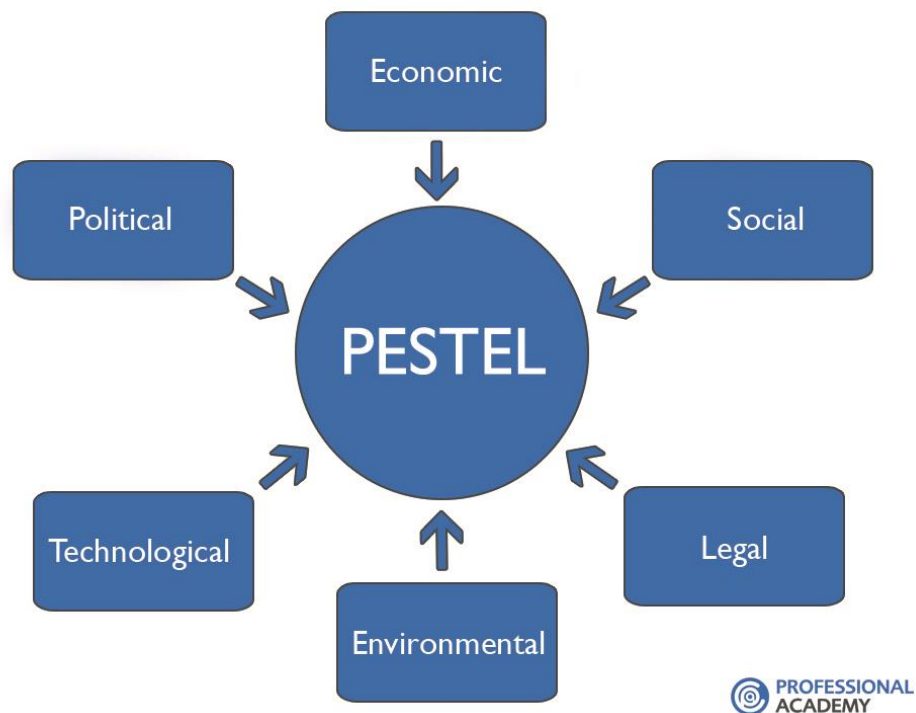 Economic
Political
Social
PESTEL
Technological
Legal
Environmental
PROFESSIONAL
ACADEMY